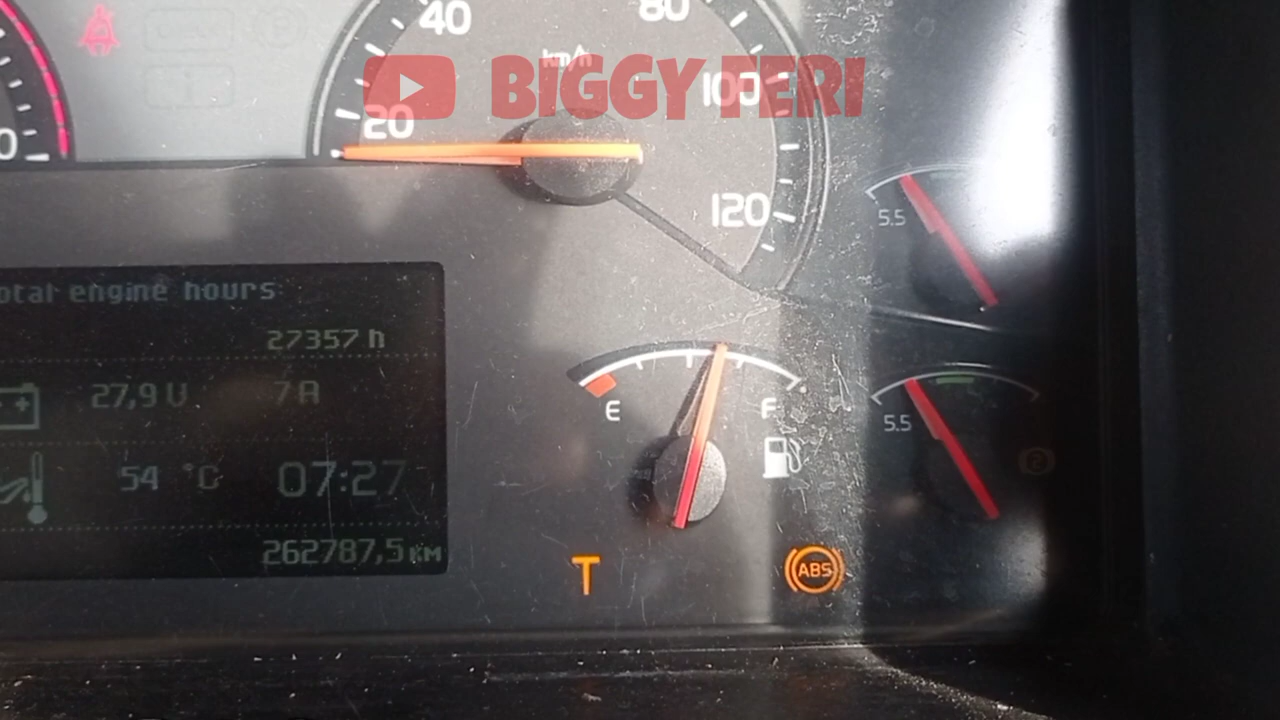 40
80
km/h
BIGGY FERI
100
20
0
120
5.5
otal engine hours
27357 h
27,9 V 7 A
E
F
5.5
54 °C 07:27
262787,5 KM
T
ABS